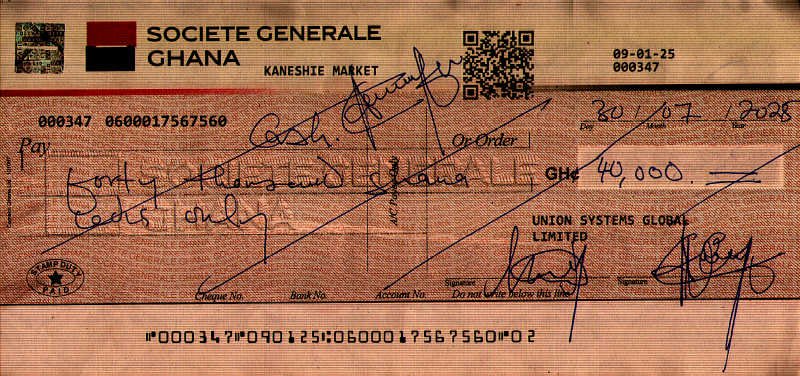 SOCIETE GENERALE
GHANA
KANESHIE MARKET
09-01-25
000347
000347 0600017567560
30 / 07 / 2025
Day Month Year
Pay Cash. Or Order
forty thousand Ghana
cedis only
GH¢ 40,000.
A/C Payee Only
UNION SYSTEMS GLOBAL
LIMITED
STAMP DUTY
PAID
Signature Signature
Cheque No. Bank No. Account No. Do not write below this line
⑈000347⑈090125⑆0600017567560⑈02